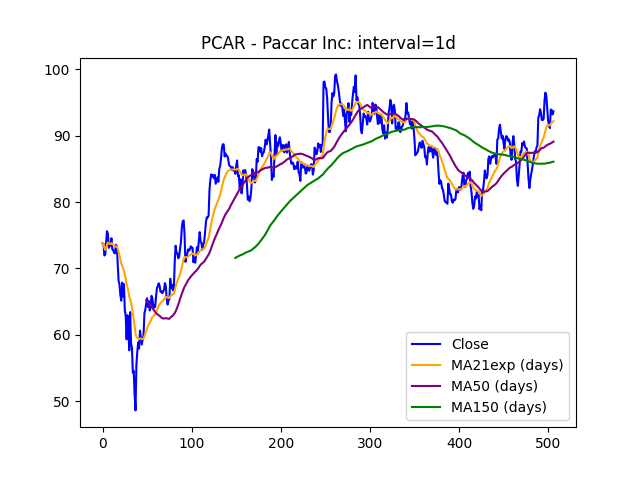 PCAR - Paccar Inc: interval=1d
100
90
80
70
60
50
0 100 200 300 400 500
Close
MA21exp (days)
MA50 (days)
MA150 (days)